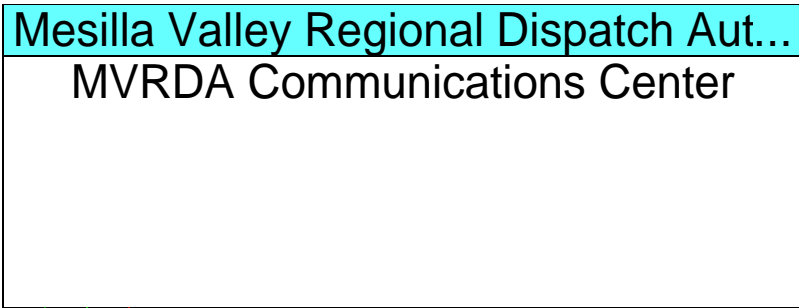 Mesilla Valley Regional Dispatch Aut...
MVRDA Communications Center